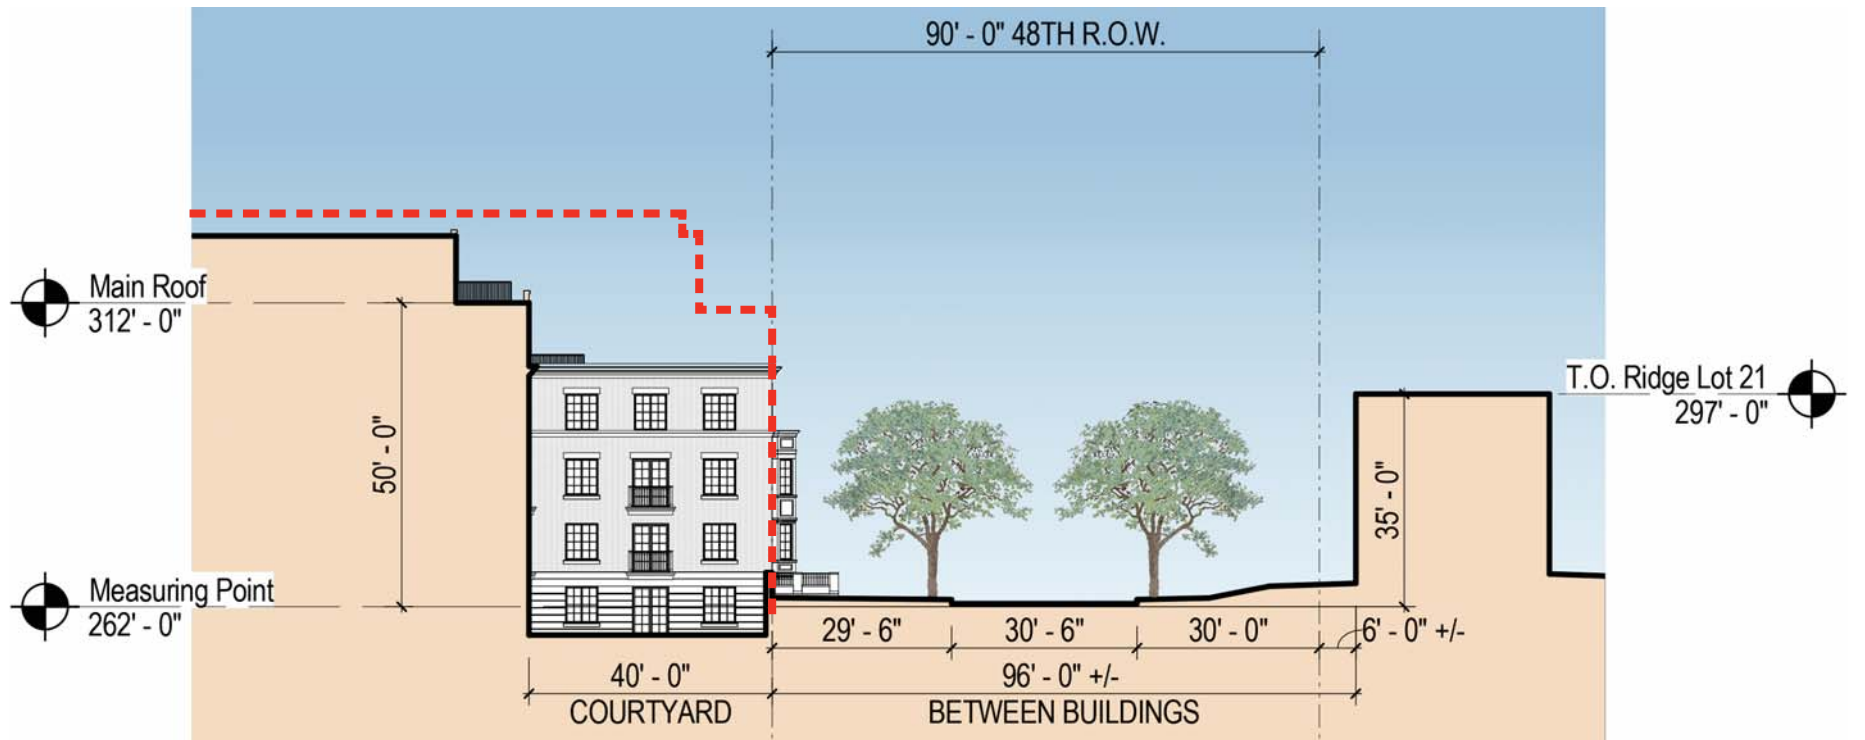 90' - 0" 48TH R.O.W.
Main Roof
312' - 0"
T.O. Ridge Lot 21
297' - 0"
50' - 0"
35' - 0"
Measuring Point
262' - 0"
29' - 6"
30' - 6"
30' - 0"
6' - 0" +/-
40' - 0"
96' - 0" +/-
COURTYARD
BETWEEN BUILDINGS